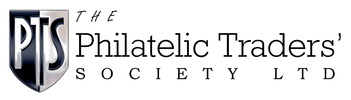 PTS
THE
Philatelic Traders’
SOCIETY LTD